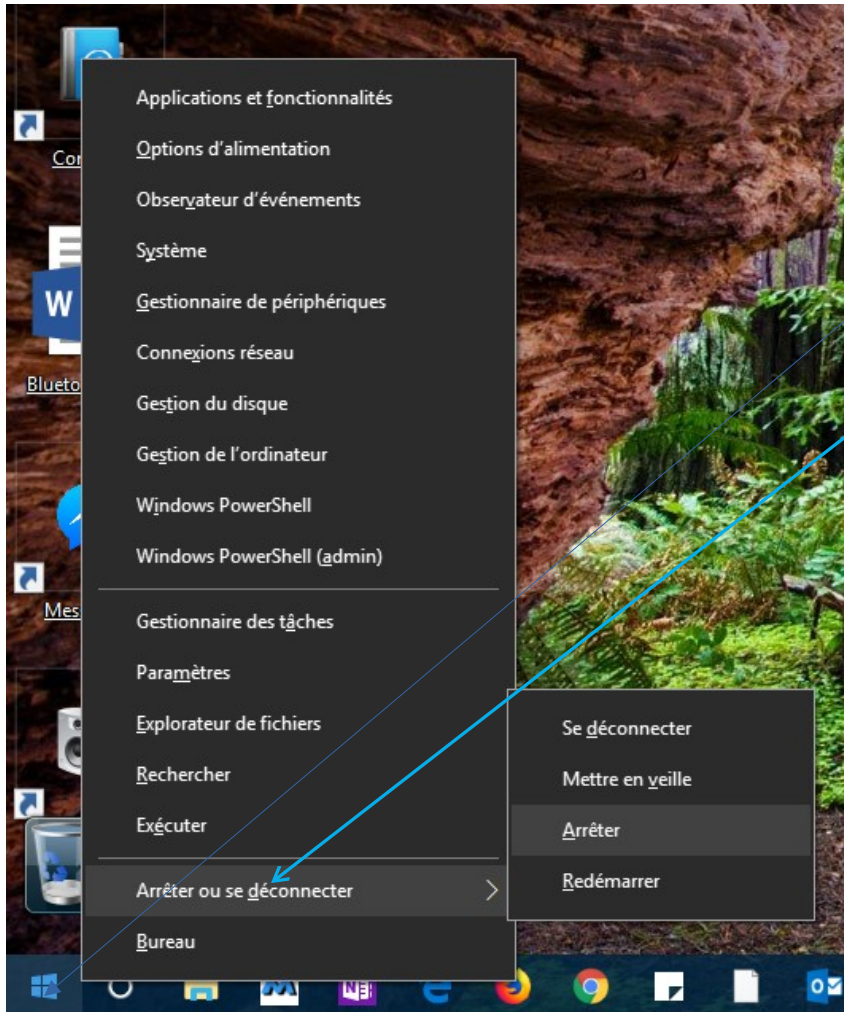 Cor
Blueto
Mes
W
Applications et fonctionnalités
Options d'alimentation
Observateur d'événements
Système
Gestionnaire de périphériques
Connexions réseau
Gestion du disque
Gestion de l'ordinateur
Windows PowerShell
Windows PowerShell (admin)
Gestionnaire des tâches
Paramètres
Explorateur de fichiers
Rechercher
Exécuter
Arrêter ou se déconnecter
Bureau
Se déconnecter
Mettre en veille
Arrêter
Redémarrer